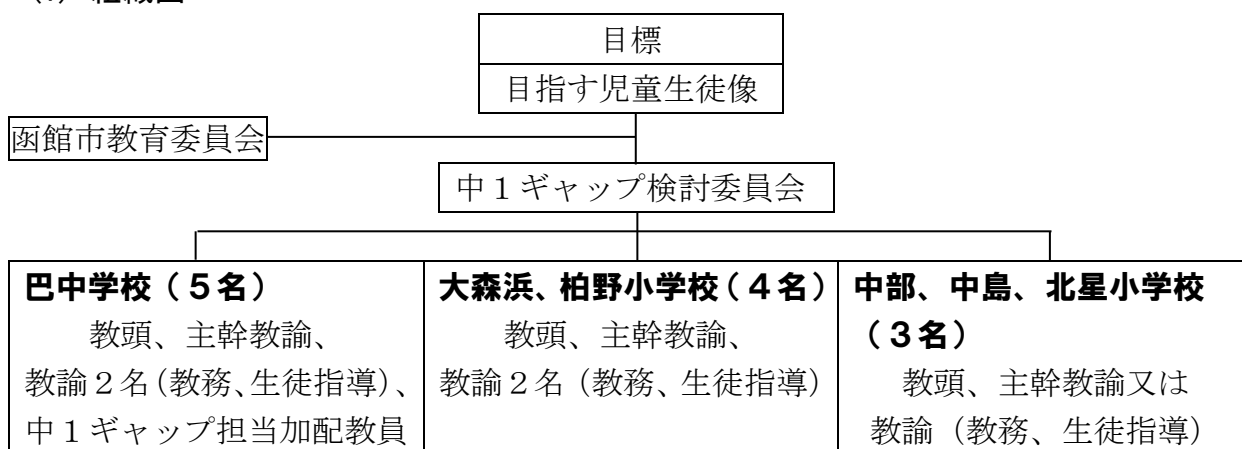 目標
目指す児童生徒像
函館市教育委員会
中１ギャップ検討委員会
巴中学校（５名）
教頭、主幹教諭、
教諭２名（教務、生徒指導）、
中１ギャップ担当加配教員
大森浜、柏野小学校（４名）
教頭、主幹教諭、
教諭２名（教務、生徒指導）
中部、中島、北星小学校
（３名）
教頭、主幹教諭又は
教諭（教務、生徒指導）